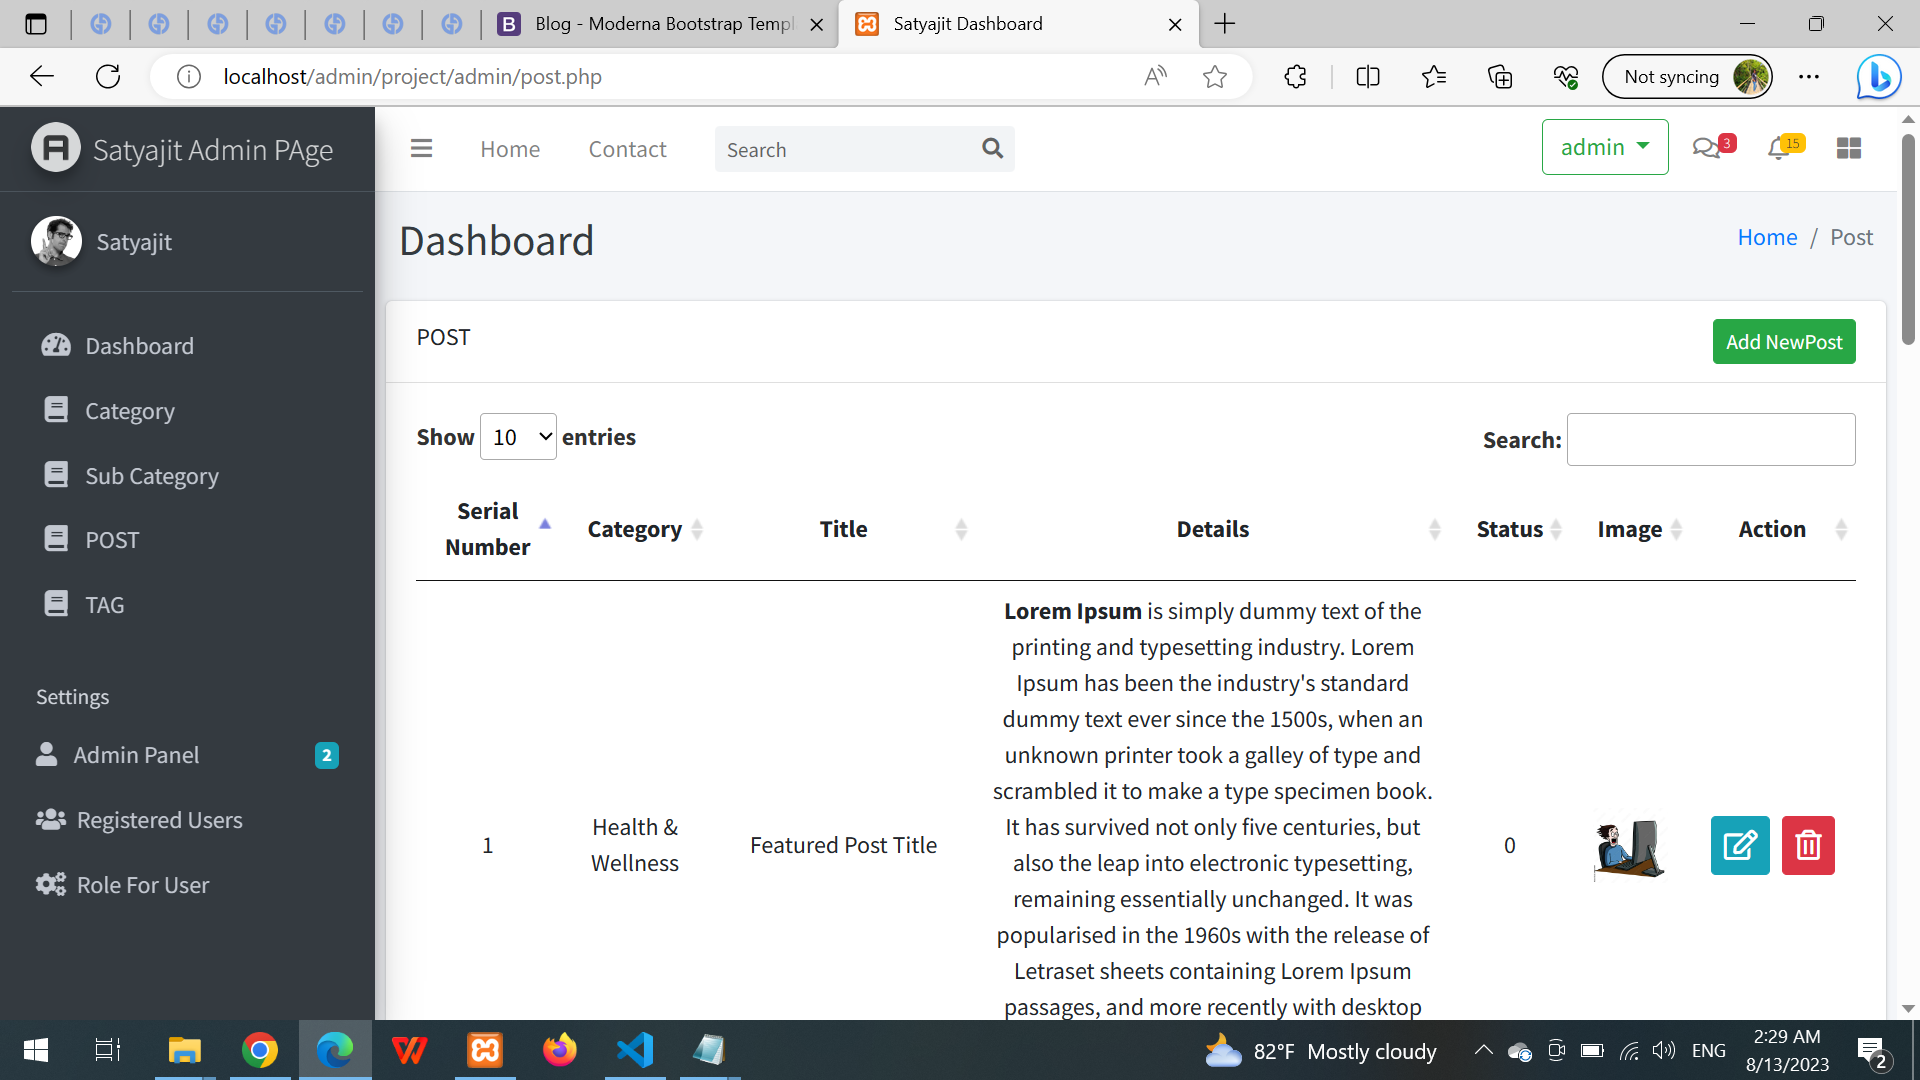 Blog - Moderna Bootstrap Templ
Satyajit Dashboard
localhost/admin/project/admin/post.php
Not syncing
Satyajit Admin PAge
Home
Contact
Search
admin
3
15
Satyajit
Dashboard
Home / Post
Dashboard
Category
Sub Category
POST
TAG
Settings
Admin Panel
2
Registered Users
Role For User
POST
Add NewPost
Show 10 entries
Search:
Serial
Number
Category
Title
Details
Status
Image
Action
1
Health &
Wellness
Featured Post Title
Lorem Ipsum is simply dummy text of the
printing and typesetting industry. Lorem
Ipsum has been the industry's standard
dummy text ever since the 1500s, when an
unknown printer took a galley of type and
scrambled it to make a type specimen book.
It has survived not only five centuries, but
also the leap into electronic typesetting,
remaining essentially unchanged. It was
popularised in the 1960s with the release of
Letraset sheets containing Lorem Ipsum
passages, and more recently with desktop
0
82°F Mostly cloudy
ENG
2:29 AM
8/13/2023
2